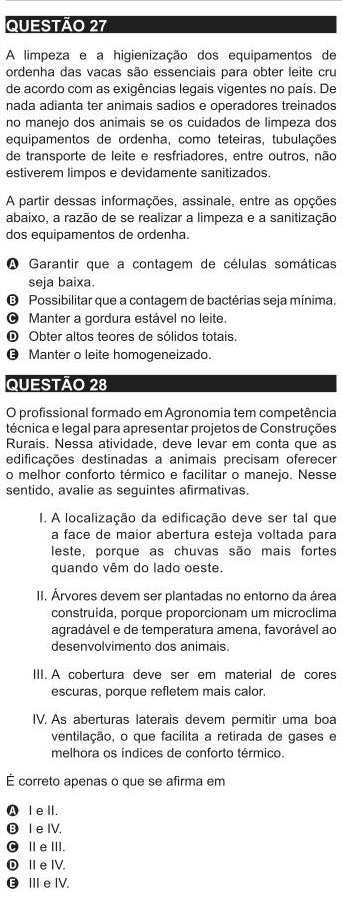 QUESTÃO 27
A limpeza e a higienização dos equipamentos de
ordenha das vacas são essenciais para obter leite cru
de acordo com as exigências legais vigentes no país. De
nada adianta ter animais sadios e operadores treinados
no manejo dos animais se os cuidados de limpeza dos
equipamentos de ordenha, como teteiras, tubulações
de transporte de leite e resfriadores, entre outros, não
estiverem limpos e devidamente sanitizados.
A partir dessas informações, assinale, entre as opções
abaixo, a razão de se realizar a limpeza e a sanitização
dos equipamentos de ordenha.
A Garantir que a contagem de células somáticas
seja baixa.
B Possibilitar que a contagem de bactérias seja mínima.
C Manter a gordura estável no leite.
D Obter altos teores de sólidos totais.
E Manter o leite homogeneizado.
QUESTÃO 28
O profissional formado em Agronomia tem competência
técnica e legal para apresentar projetos de Construções
Rurais. Nessa atividade, deve levar em conta que as
edificações destinadas a animais precisam oferecer
o melhor conforto térmico e facilitar o manejo. Nesse
sentido, avalie as seguintes afirmativas.
I. A localização da edificação deve ser tal que
a face de maior abertura esteja voltada para
leste, porque as chuvas são mais fortes
quando vêm do lado oeste.
II. Árvores devem ser plantadas no entorno da área
construída, porque proporcionam um microclima
agradável e de temperatura amena, favorável ao
desenvolvimento dos animais.
III. A cobertura deve ser em material de cores
escuras, porque refletem mais calor.
IV. As aberturas laterais devem permitir uma boa
ventilação, o que facilita a retirada de gases e
melhora os índices de conforto térmico.
É correto apenas o que se afirma em
A I e II.
B I e IV.
C II e III.
D II e IV.
E III e IV.